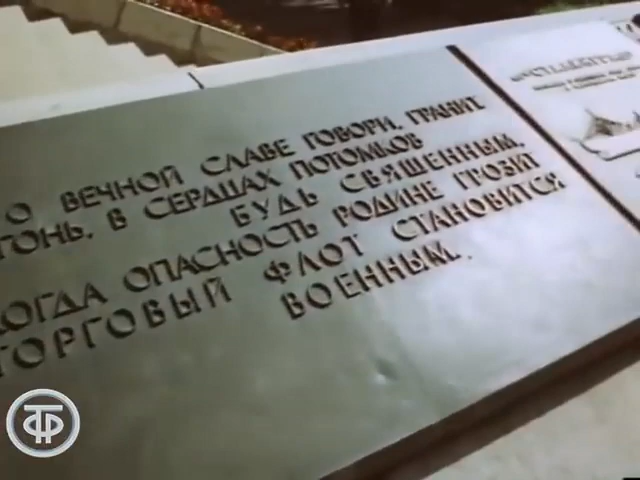 О ВЕЧНОЙ СЛАВЕ ГОВОРИ, ГРАНИТ.
ОГОНЬ, В СЕРДЦАХ ПОТОМКОВ
БУДЬ СВЯЩЕННЫМ.
КОГДА ОПАСНОСТЬ РОДИНЕ ГРОЗИТ
ТОРГОВЫЙ ФЛОТ СТАНОВИТСЯ
ВОЕННЫМ.